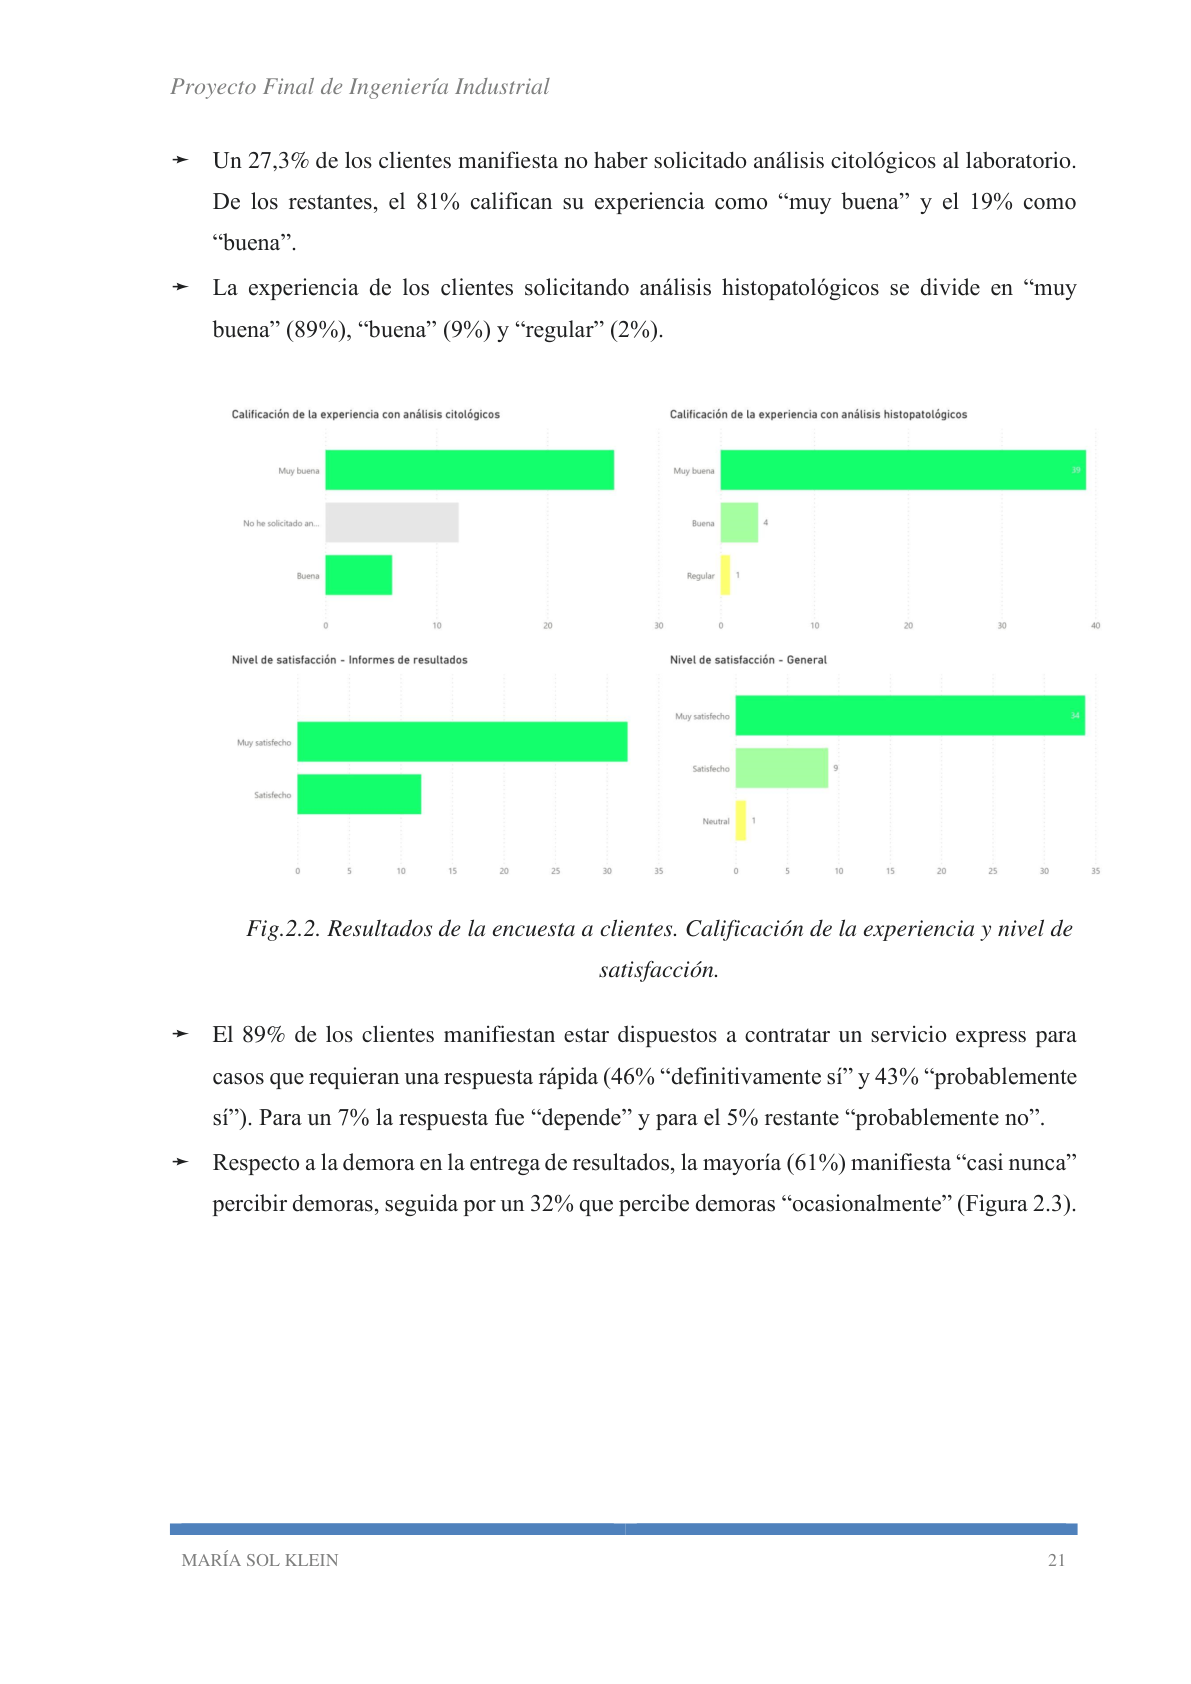 Proyecto Final de Ingeniería Industrial
➛ Un 27,3% de los clientes manifiesta no haber solicitado análisis citológicos al laboratorio.
De los restantes, el 81% califican su experiencia como “muy buena” y el 19% como
“buena”.
➛ La experiencia de los clientes solicitando análisis histopatológicos se divide en “muy
buena” (89%), “buena” (9%) y “regular” (2%).
Calificación de la experiencia con análisis citológicos
Muy buena
No he solicitado an...
Buena
0 10 20 30
Calificación de la experiencia con análisis histopatológicos
Muy buena 39
Buena 4
Regular 1
0 10 20 30 40
Nivel de satisfacción - Informes de resultados
Muy satisfecho
Satisfecho
0 5 10 15 20 25 30 35
Nivel de satisfacción - General
Muy satisfecho 34
Satisfecho 9
Neutral 1
0 5 10 15 20 25 30 35
Fig.2.2. Resultados de la encuesta a clientes. Calificación de la experiencia y nivel de
satisfacción.
➛ El 89% de los clientes manifiestan estar dispuestos a contratar un servicio express para
casos que requieran una respuesta rápida (46% “definitivamente sí” y 43% “probablemente
sí”). Para un 7% la respuesta fue “depende” y para el 5% restante “probablemente no”.
➛ Respecto a la demora en la entrega de resultados, la mayoría (61%) manifiesta “casi nunca”
percibir demoras, seguida por un 32% que percibe demoras “ocasionalmente” (Figura 2.3).
MARÍA SOL KLEIN 21